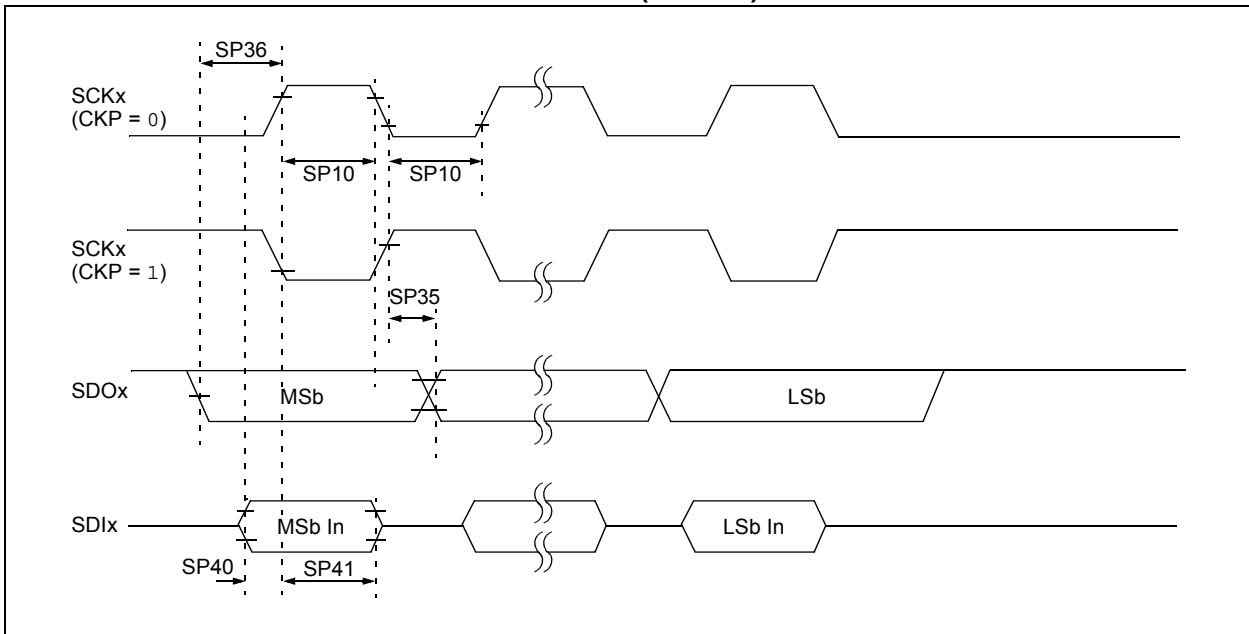 SP36
SCKx
(CKP = 0)
SP10
SP10
SCKx
(CKP = 1)
SP35
SDOx
MSb
LSb
SDIx
MSb In
LSb In
SP40
SP41